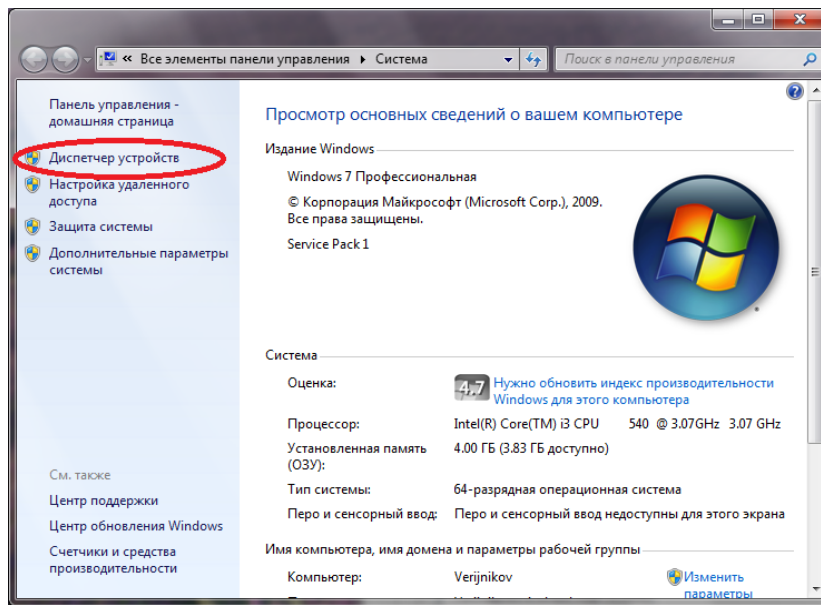 « Все элементы панели управления Система
Поиск в панели управления
Панель управления -
домашняя страница
Диспетчер устройств
Настройка удаленного
доступа
Защита системы
Дополнительные параметры
системы
См. также
Центр поддержки
Центр обновления Windows
Счетчики и средства
производительности
Просмотр основных сведений о вашем компьютере
Издание Windows
Windows 7 Профессиональная
© Корпорация Майкрософт (Microsoft Corp.), 2009.
Все права защищены.
Service Pack 1
Система
Оценка:
4,7 Нужно обновить индекс производительности
Windows для этого компьютера
Процессор: Intel(R) Core(TM) i3 CPU 540 @ 3.07GHz 3.07 GHz
Установленная память
(ОЗУ): 4.00 ГБ (3.83 ГБ доступно)
Тип системы: 64-разрядная операционная система
Перо и сенсорный ввод: Перо и сенсорный ввод недоступны для этого экрана
Имя компьютера, имя домена и параметры рабочей группы
Компьютер: Verijnikov
Изменить
параметры